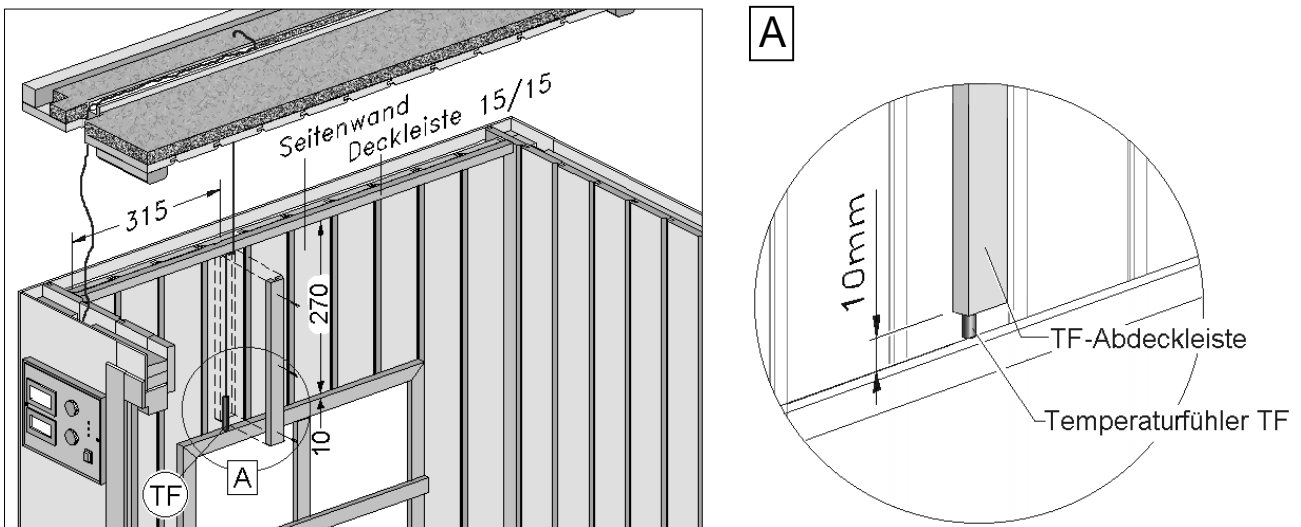 Seitenwand
Deckleiste 15/15
315
270
10
TF
A
A
10mm
TF-Abdeckleiste
Temperaturfühler TF